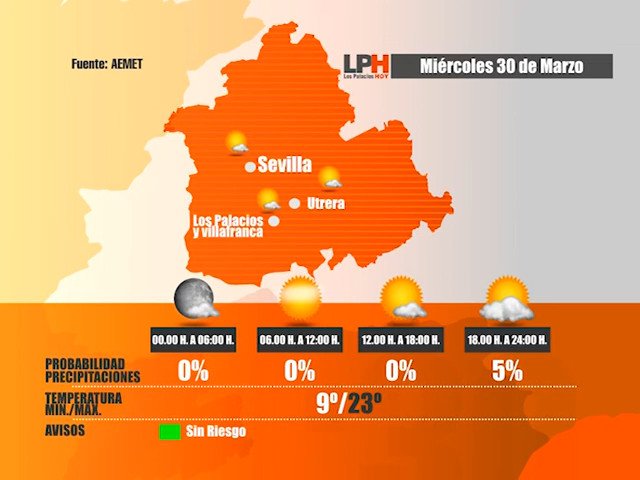 Fuente: AEMET
LPH
Los Palacios HOY
Miércoles 30 de Marzo
Sevilla
Utrera
Los Palacios
y villafranca
00.00 H. A 06:00 H.
06.00 H. A 12:00 H.
12.00 H. A 18:00 H.
18.00 H. A 24:00 H.
PROBABILIDAD
PRECIPITACIONES
0%
0%
0%
5%
TEMPERATURA
MIN./MAX.
9º/23º
AVISOS
Sin Riesgo